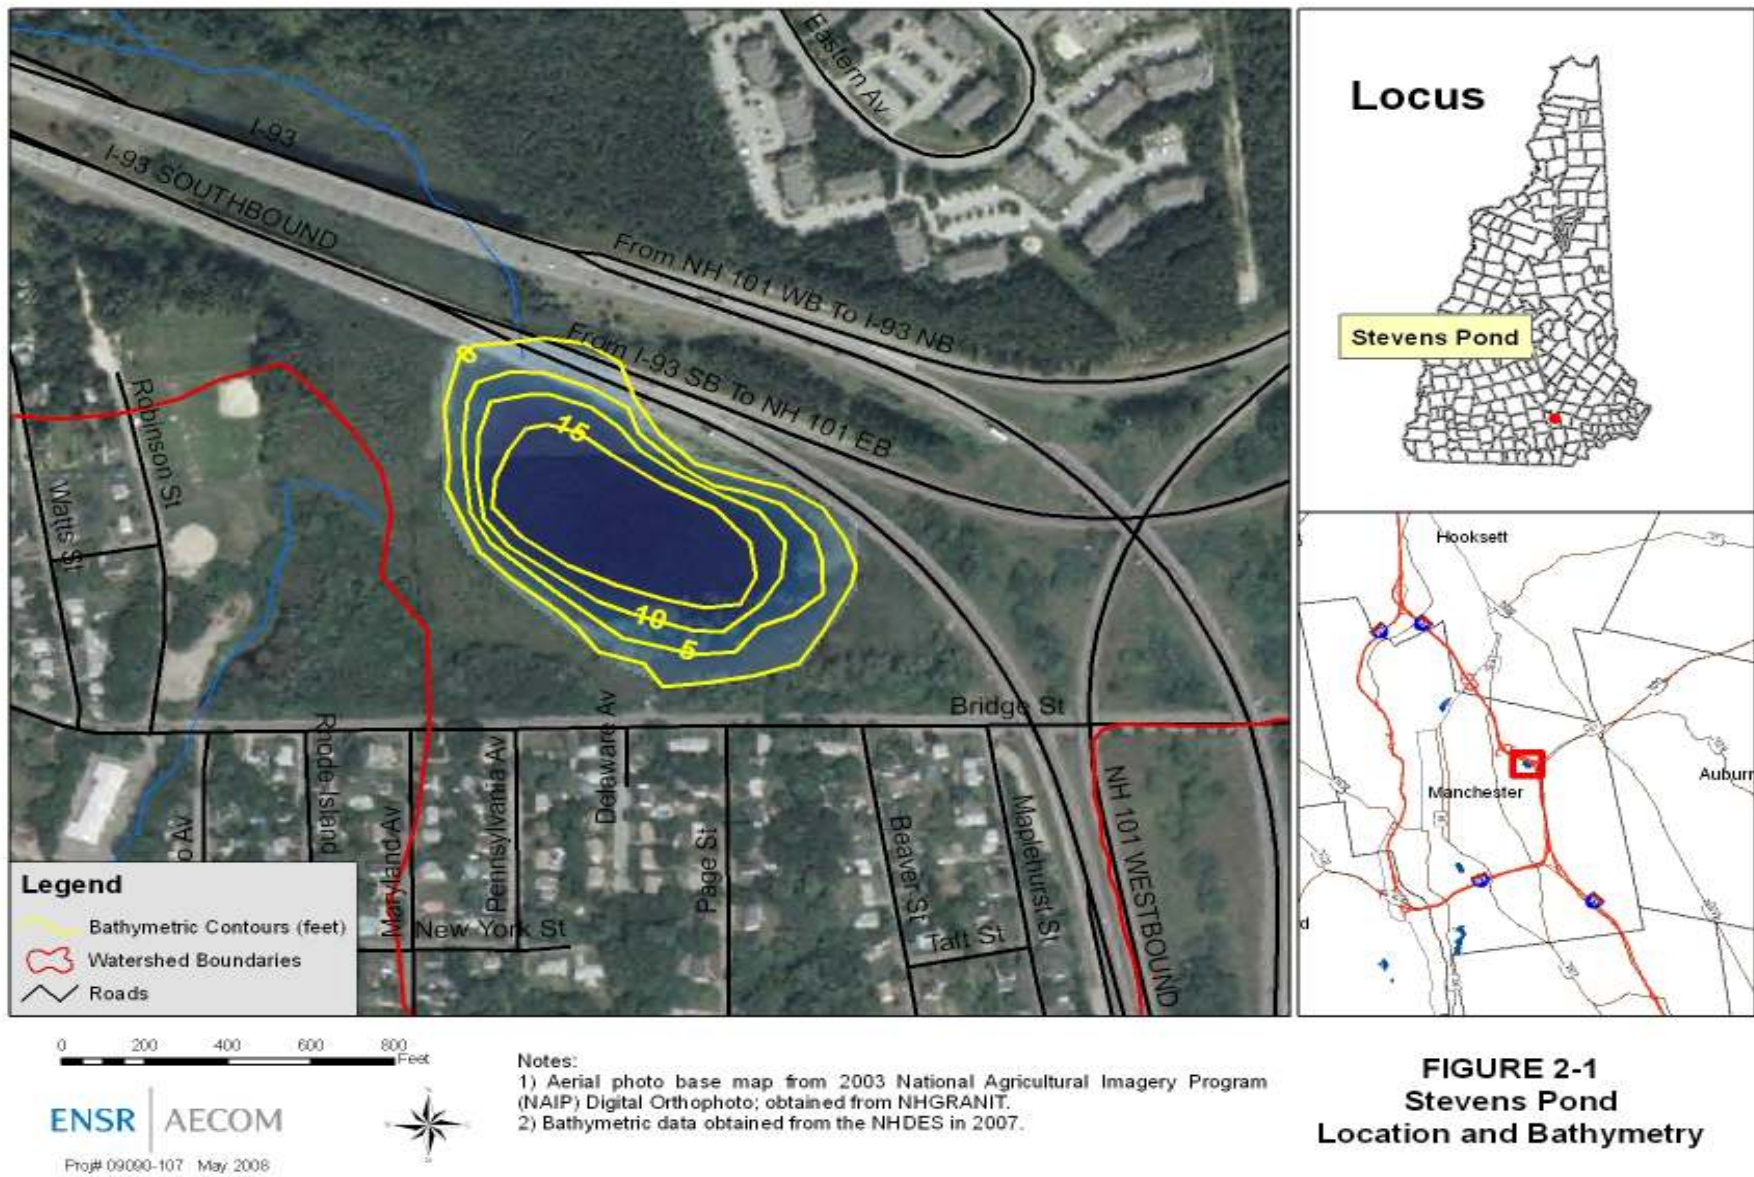 Eastern Av
I-93
I-93 SOUTHBOUND
From NH 101 WB To I-93 NB
From I-93 SB To NH 101 EB
Robinson St
Watts St
15
10
5
Bridge St
Rhode Island
Maryland Av
Pennsylvania Av
Delaware Av
Page St
Beaver St
Maplehurst St
NH 101 WESTBOUND
o Av
New York St
Taft St
Legend
Bathymetric Contours (feet)
Watershed Boundaries
Roads
Locus
Stevens Pond
Hooksett
Manchester
Auburn
d
0 200 400 600 800
Feet
ENSR AECOM
Proj# 09090-107 May 2008
Notes:
1) Aerial photo base map from 2003 National Agricultural Imagery Program
(NAIP) Digital Orthophoto; obtained from NHGRANIT.
2) Bathymetric data obtained from the NHDES in 2007.
FIGURE 2-1
Stevens Pond
Location and Bathymetry